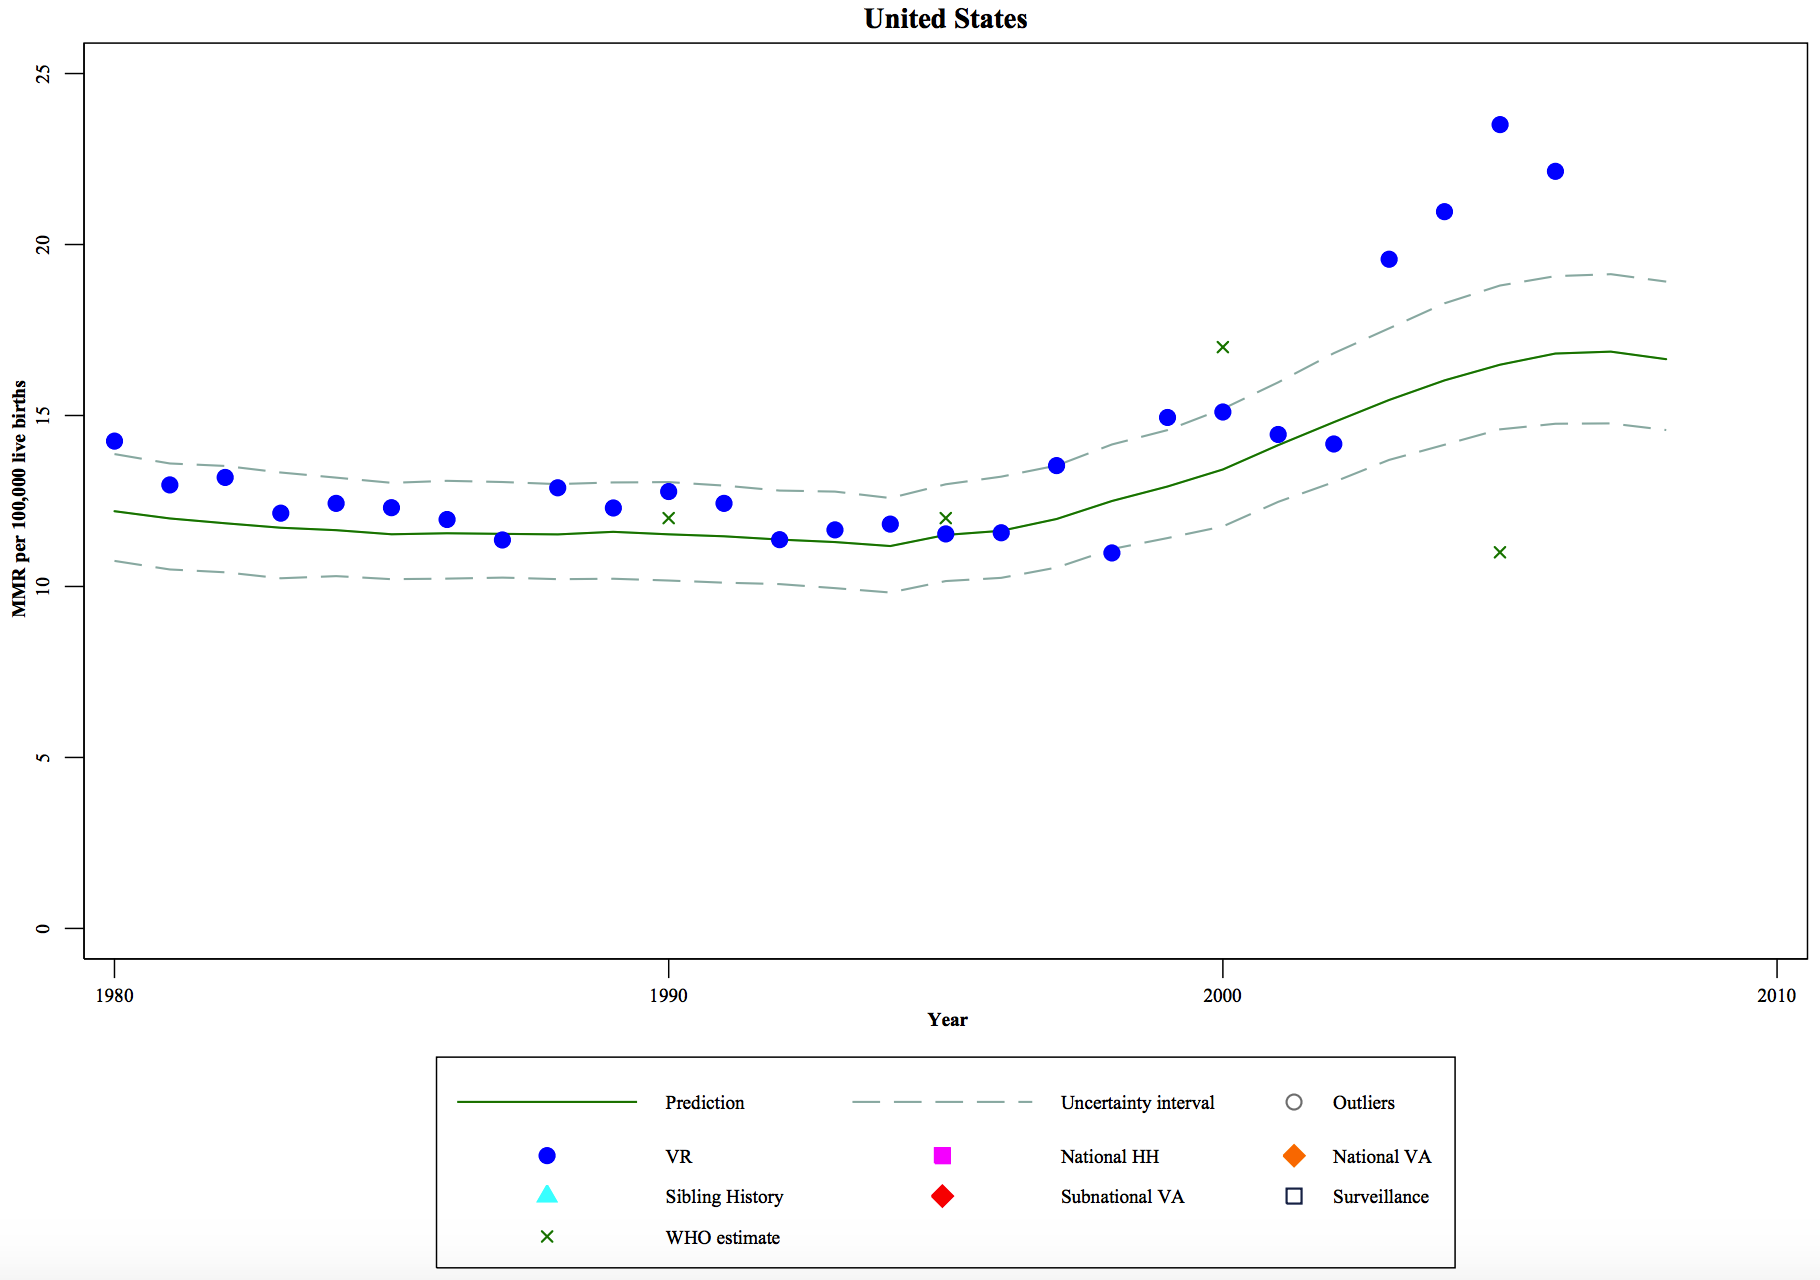 United States
MMR per 100,000 live births
25
20
15
10
5
0
1980 1990 2000 2010
Year
Prediction Uncertainty interval Outliers
VR National HH National VA
Sibling History Subnational VA Surveillance
WHO estimate